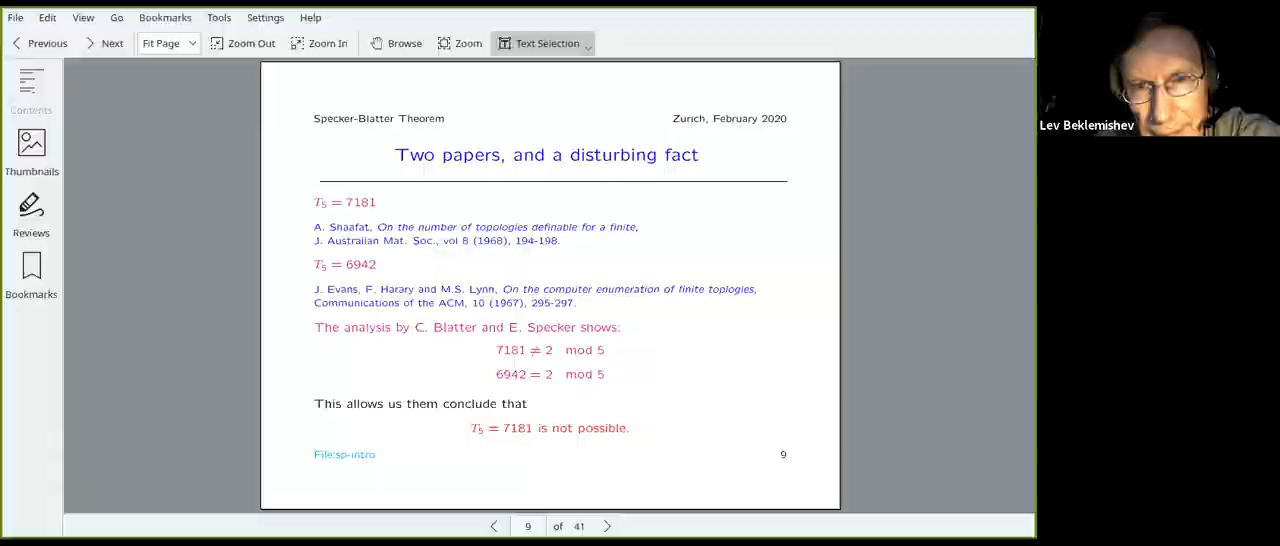 File Edit View Go Bookmarks Tools Settings Help
Previous Next Fit Page Zoom Out Zoom In Browse Zoom Text Selection
Contents
Thumbnails
Reviews
Bookmarks
Specker-Blatter Theorem Zurich, February 2020
Two papers, and a disturbing fact
T₅ = 7181
A. Shaafat, On the number of topologies definable for a finite,
J. Australian Mat. Soc., vol 8 (1968), 194-198.
T₅ = 6942
J. Evans, F. Harary and M.S. Lynn, On the computer enumeration of finite toplogies,
Communications of the ACM, 10 (1967), 295-297.
The analysis by C. Blatter and E. Specker shows:
7181 ≠ 2 mod 5
6942 = 2 mod 5
This allows us them conclude that
T₅ = 7181 is not possible.
File:sp-intro 9
9 of 41
Lev Beklemishev